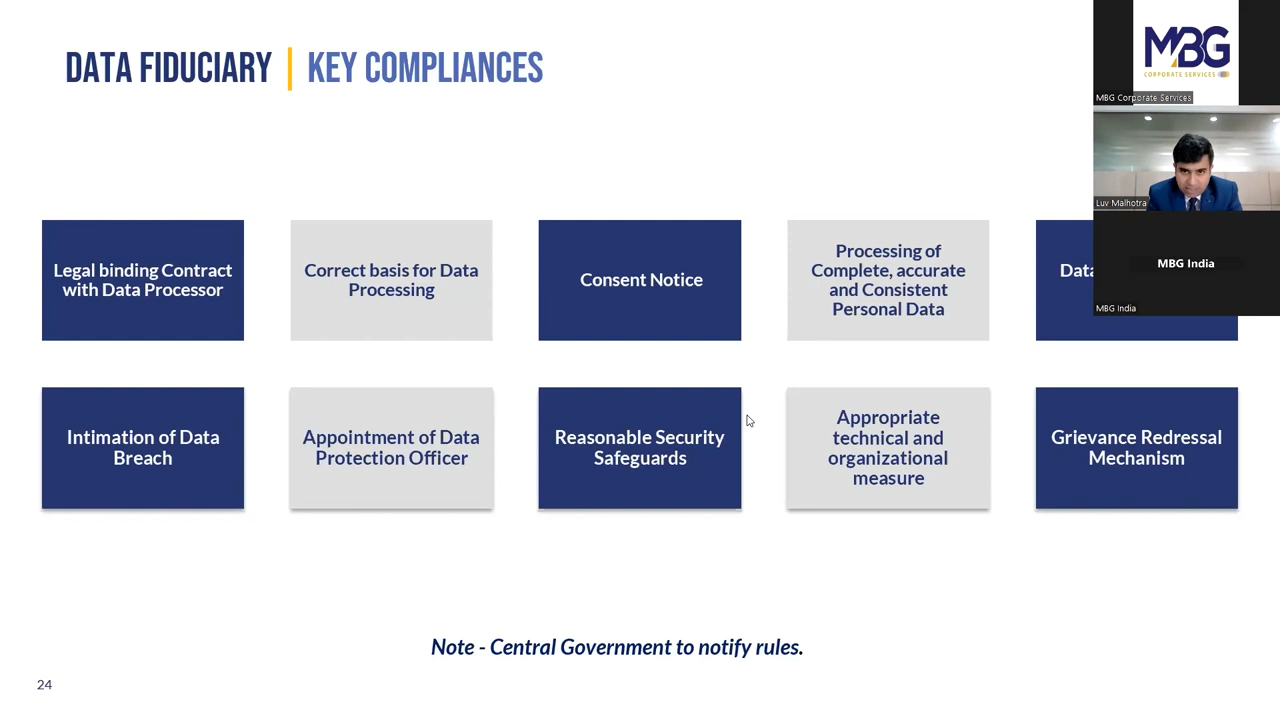 DATA FIDUCIARY | KEY COMPLIANCES
MBG
CORPORATE SERVICES
MBG Corporate Services
Luv Malhotra
MBG India
MBG India
Legal binding Contract
with Data Processor
Correct basis for Data
Processing
Consent Notice
Processing of
Complete, accurate
and Consistent
Personal Data
Data
Intimation of Data
Breach
Appointment of Data
Protection Officer
Reasonable Security
Safeguards
Appropriate
technical and
organizational
measure
Grievance Redressal
Mechanism
Note - Central Government to notify rules.
24